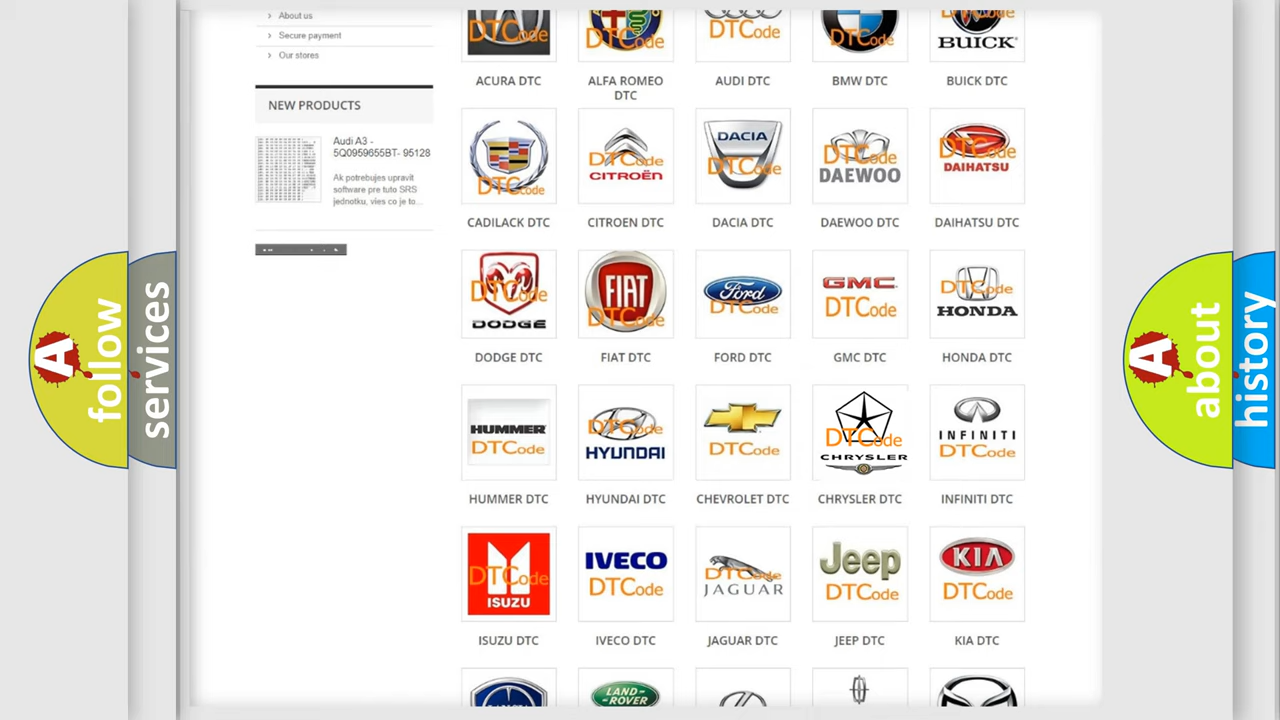 About us
Secure payment
Our stores
NEW PRODUCTS
Audi A3 -
5Q0959655BT- 95128
Ak potrebujes upravit
software pre tuto SRS
jednotku, vies co je to...
DTCode
DTCode
DTCode
DTCode
BUICK
ACURA DTC
ALFA ROMEO
DTC
AUDI DTC
BMW DTC
BUICK DTC
DTCode
DTCode
CITROËN
DACIA
DTCode
DTCode
DAEWOO
DTCode
DAIHATSU
CADILACK DTC
CITROEN DTC
DACIA DTC
DAEWOO DTC
DAIHATSU DTC
DTCode
DODGE
FIAT
DTCode
Ford
DTCode
GMC
DTCode
DTCode
HONDA
DODGE DTC
FIAT DTC
FORD DTC
GMC DTC
HONDA DTC
HUMMER
DTCode
DTCode
HYUNDAI
DTCode
DTCode
CHRYSLER
INFINITI
DTCode
HUMMER DTC
HYUNDAI DTC
CHEVROLET DTC
CHRYSLER DTC
INFINITI DTC
DTCode
ISUZU
IVECO
DTCode
DTCode
JAGUAR
Jeep
DTCode
KIA
DTCode
ISUZU DTC
IVECO DTC
JAGUAR DTC
JEEP DTC
KIA DTC
LAND-
ROVER
A
follow
services
A
about
history